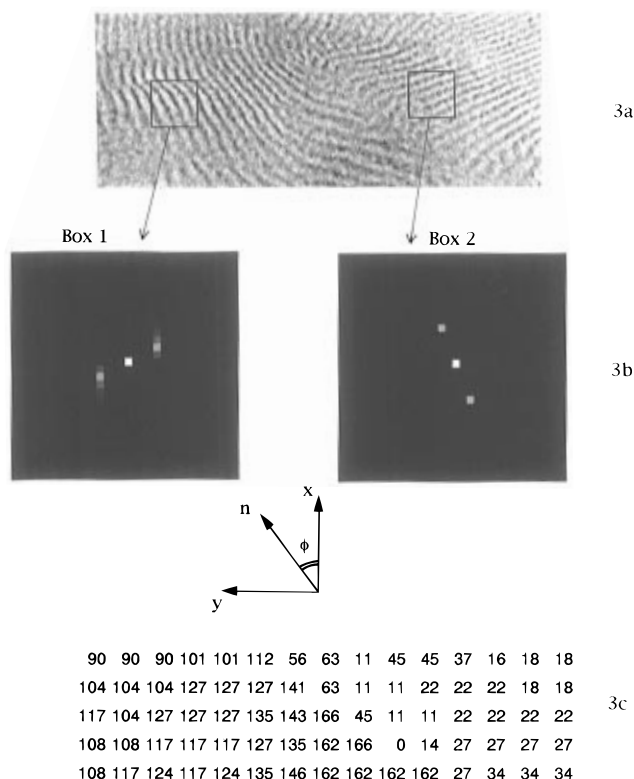 3a
Box 1
Box 2
3b
x
n
ϕ
y
90 90 90 101 101 112 56 63 11 45 45 37 16 18 18
104 104 104 127 127 127 141 63 11 11 22 22 22 18 18
3c
117 104 127 127 127 135 143 166 45 11 11 22 22 22 22
108 108 117 117 117 127 135 162 166 0 14 27 27 27 27
108 117 124 117 124 135 146 162 162 162 162 27 34 34 34